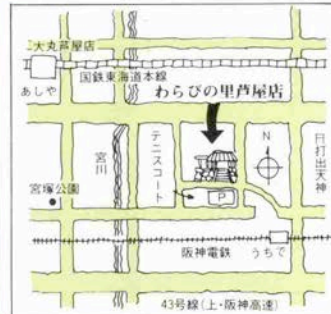 大丸芦屋店
国鉄東海道本線
あしや
わらびの里芦屋店
宮川
テニスコート
N
打出天神
宮塚公園
P
阪神電鉄
うちで
43号線(上・阪神高速)